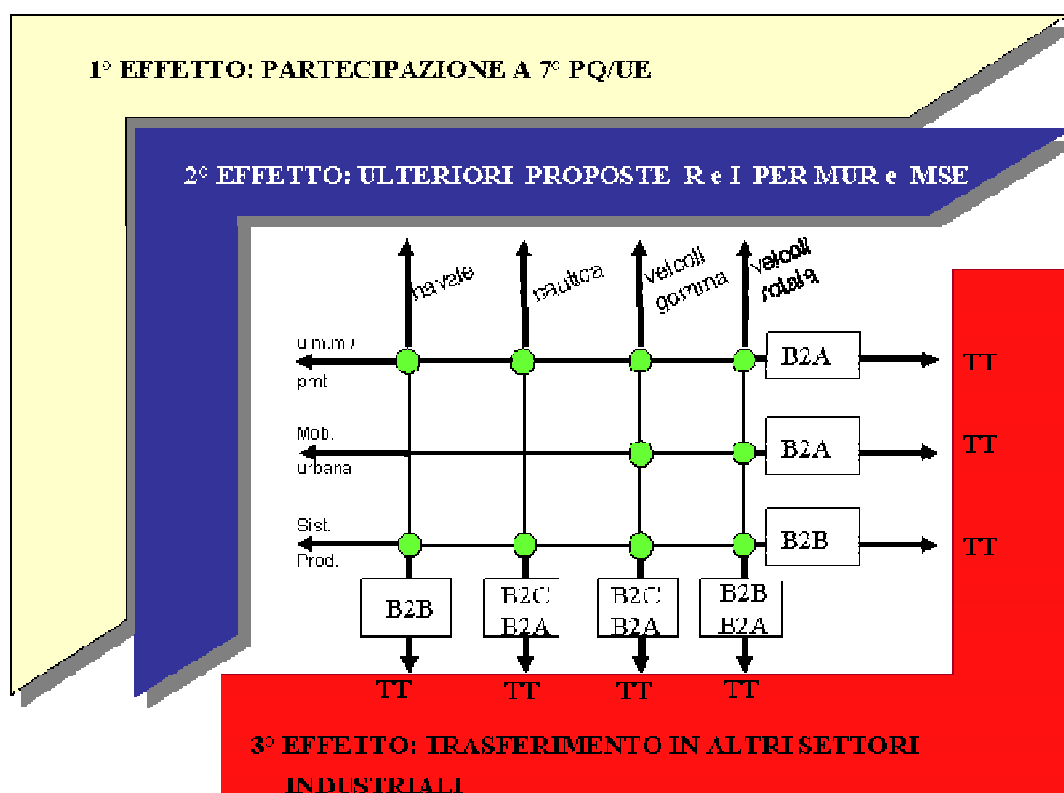 1° EFFETTO: PARTECIPAZIONE A 7° PQ/UE
2° EFFETTO: ULTERIORI PROPOSTE R e I PER MUR e MSE
navale
nautica
veicoli
gomma
veicoli
rotaia
u.m.m /
pmt
B2A
TT
Mob.
urbana
B2A
TT
Sist.
Prod.
B2B
TT
B2B
B2C
B2A
B2C
B2A
B2B
B2A
TT
TT
TT
TT
3° EFFETTO: TRASFERIMENTO IN ALTRI SETTORI
INDUSTRIALI